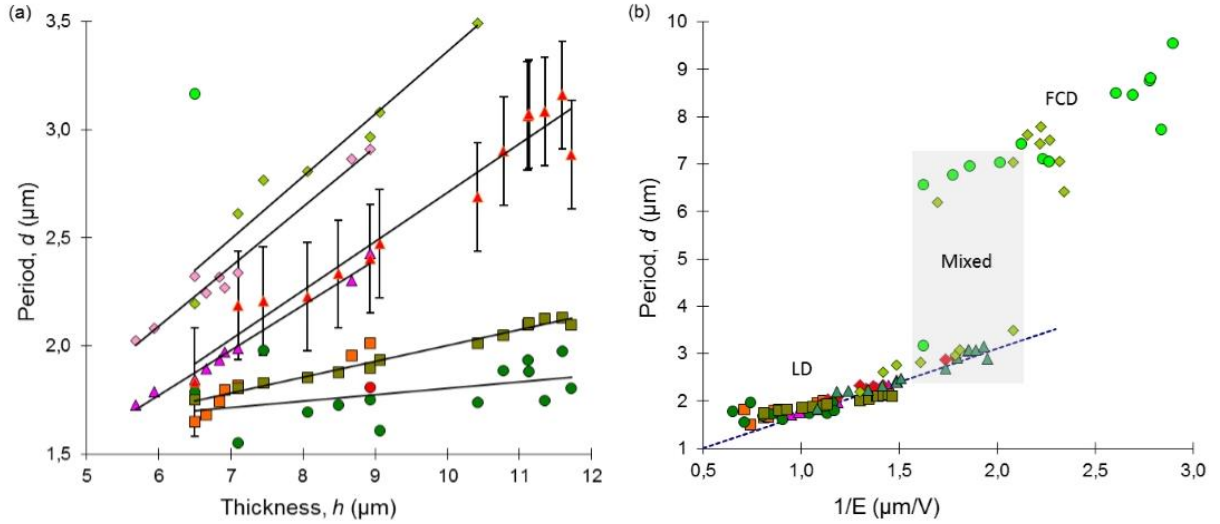 (a)
3,5
3,0
2,5
2,0
1,5
Period, d (µm)
5 6 7 8 9 10 11 12
Thickness, h (µm)
(b)
10
9
8
7
6
5
4
3
2
1
Period, d (µm)
FCD
Mixed
LD
0,5 1,0 1,5 2,0 2,5 3,0
1/E (µm/V)